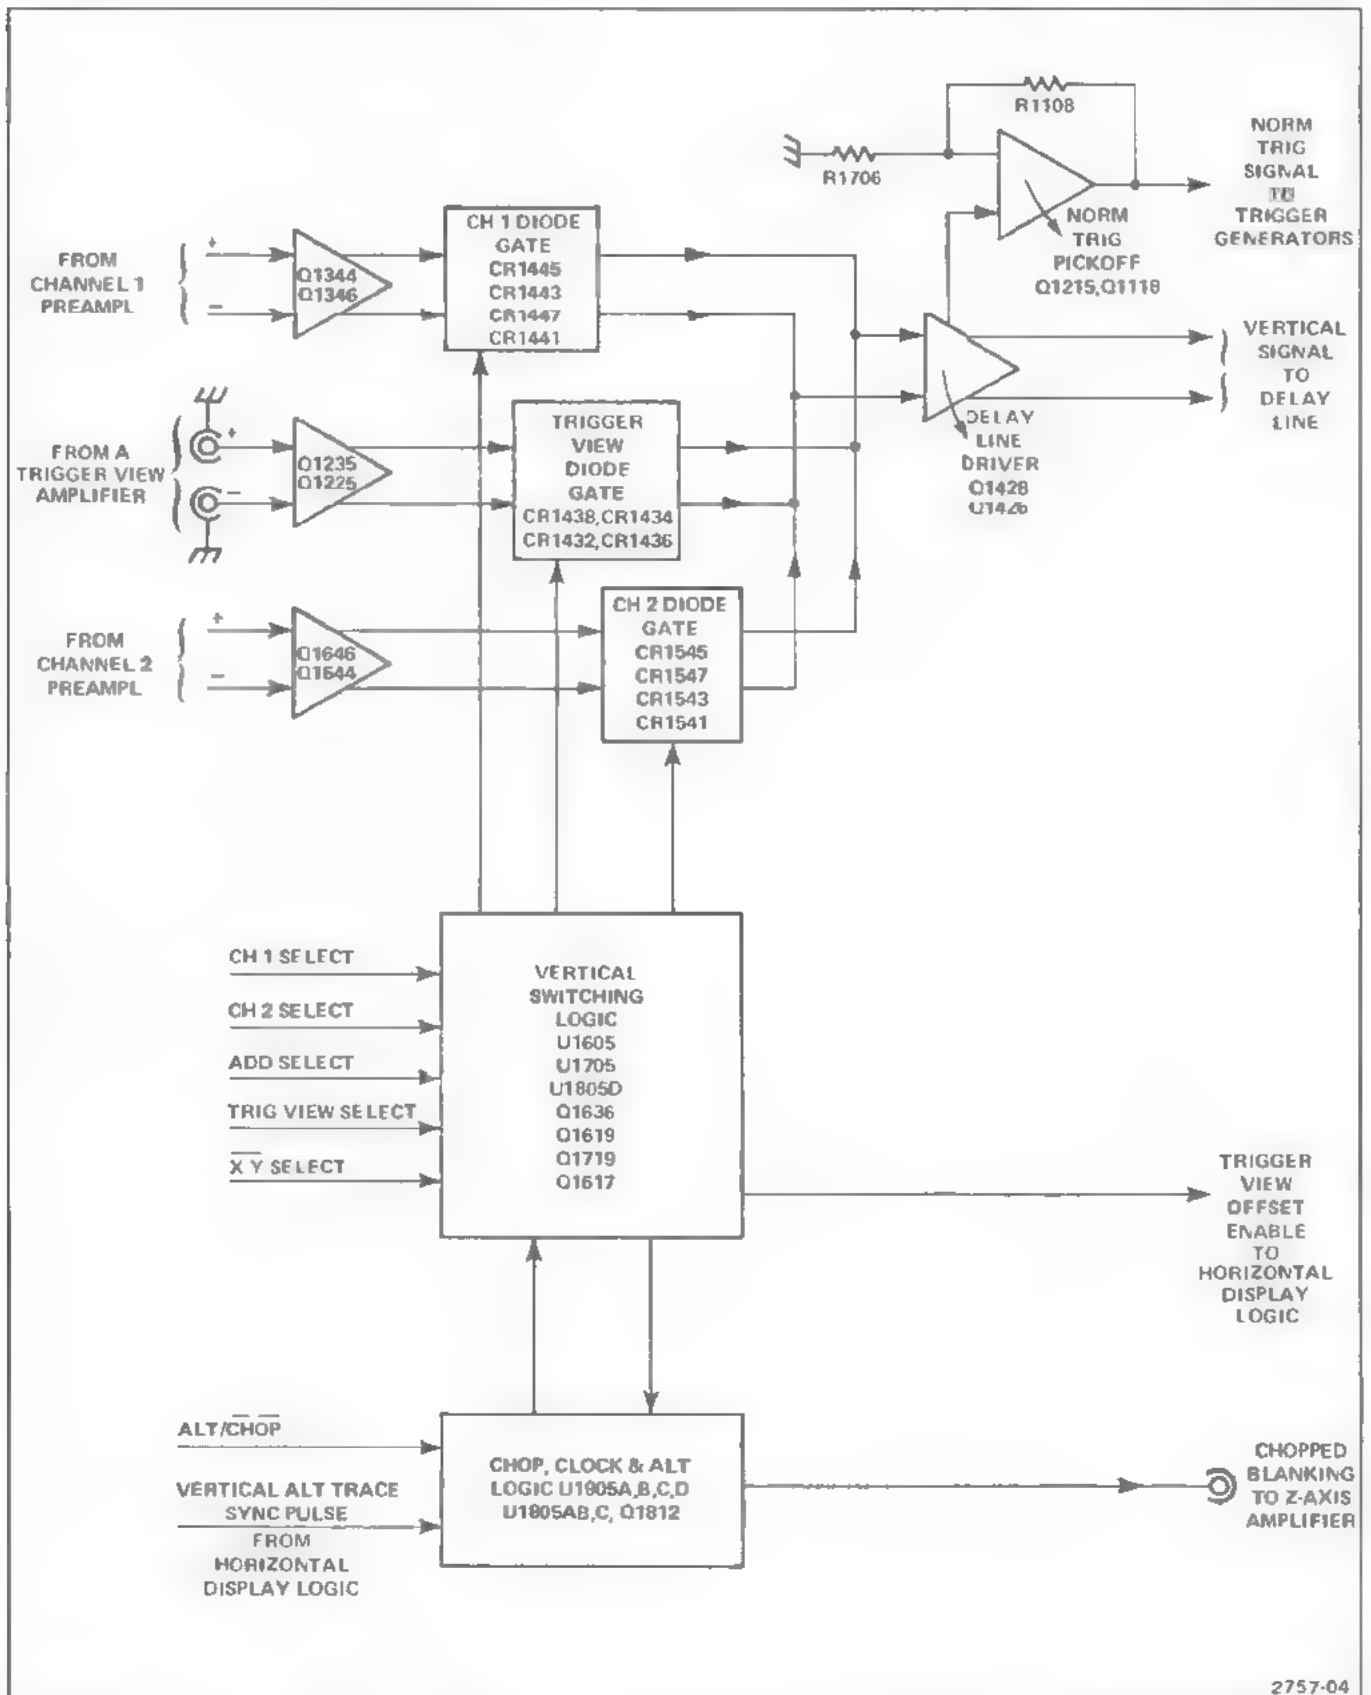 R1108
R1706
NORM
TRIG
SIGNAL
TO
TRIGGER
GENERATORS
NORM
TRIG
PICKOFF
Q1215,Q1118
FROM
CHANNEL 1
PREAMPL
+
−
Q1344
Q1346
CH 1 DIODE
GATE
CR1445
CR1443
CR1447
CR1441
VERTICAL
SIGNAL
TO
DELAY
LINE
DELAY
LINE
DRIVER
Q1428
Q1426
FROM A
TRIGGER VIEW
AMPLIFIER
+
−
Q1235
Q1225
TRIGGER
VIEW
DIODE
GATE
CR1438,CR1434
CR1432,CR1436
FROM
CHANNEL 2
PREAMPL
+
−
Q1646
Q1644
CH 2 DIODE
GATE
CR1545
CR1547
CR1543
CR1541
CH 1 SELECT
CH 2 SELECT
ADD SELECT
TRIG VIEW SELECT
X̅ Y̅ SELECT
VERTICAL
SWITCHING
LOGIC
U1605
U1705
U1805D
Q1636
Q1619
Q1719
Q1617
TRIGGER
VIEW
OFFSET
ENABLE
TO
HORIZONTAL
DISPLAY
LOGIC
ALT/C̅H̅O̅P̅
VERTICAL ALT TRACE
SYNC PULSE
FROM
HORIZONTAL
DISPLAY LOGIC
CHOP, CLOCK & ALT
LOGIC U1905A,B,C,D
U1805AB,C, Q1812
CHOPPED
BLANKING
TO Z-AXIS
AMPLIFIER
2757-04